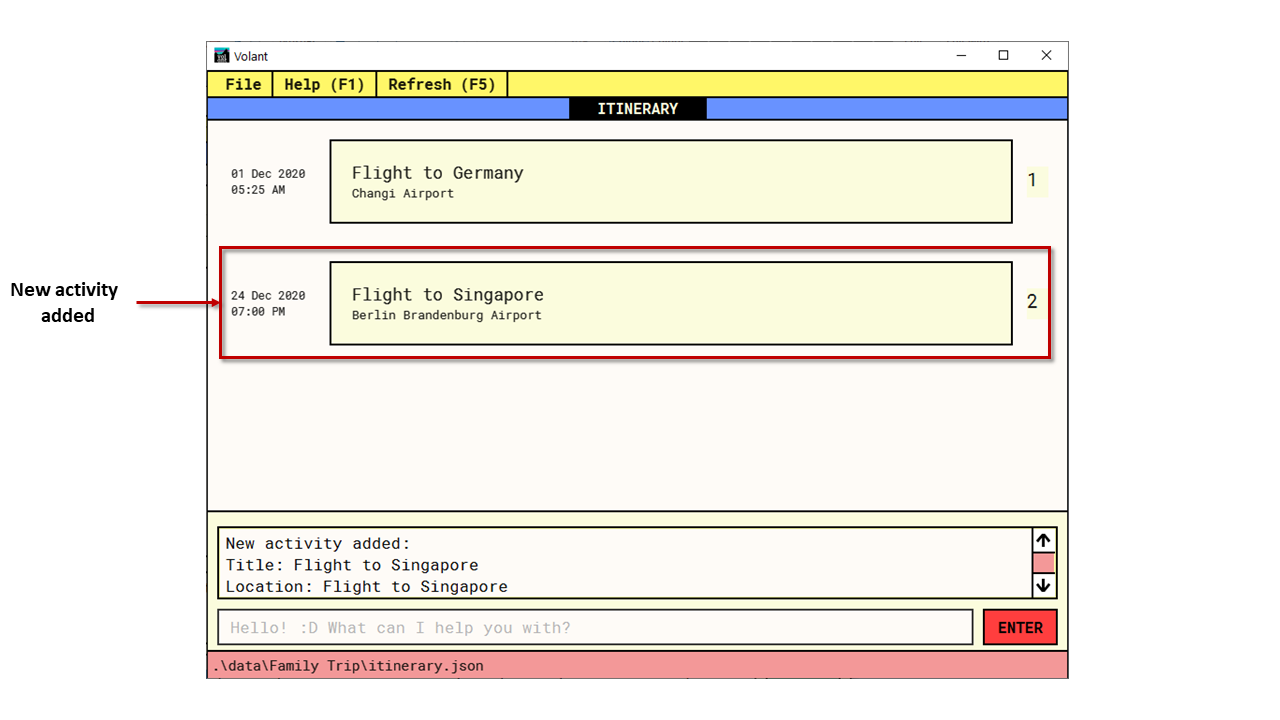 Volant
File Help (F1) Refresh (F5)
ITINERARY
01 Dec 2020
05:25 AM
Flight to Germany
Changi Airport
1
New activity
added
24 Dec 2020
07:00 PM
Flight to Singapore
Berlin Brandenburg Airport
2
New activity added:
Title: Flight to Singapore
Location: Flight to Singapore
Hello! :D What can I help you with?
ENTER
.\data\Family Trip\itinerary.json